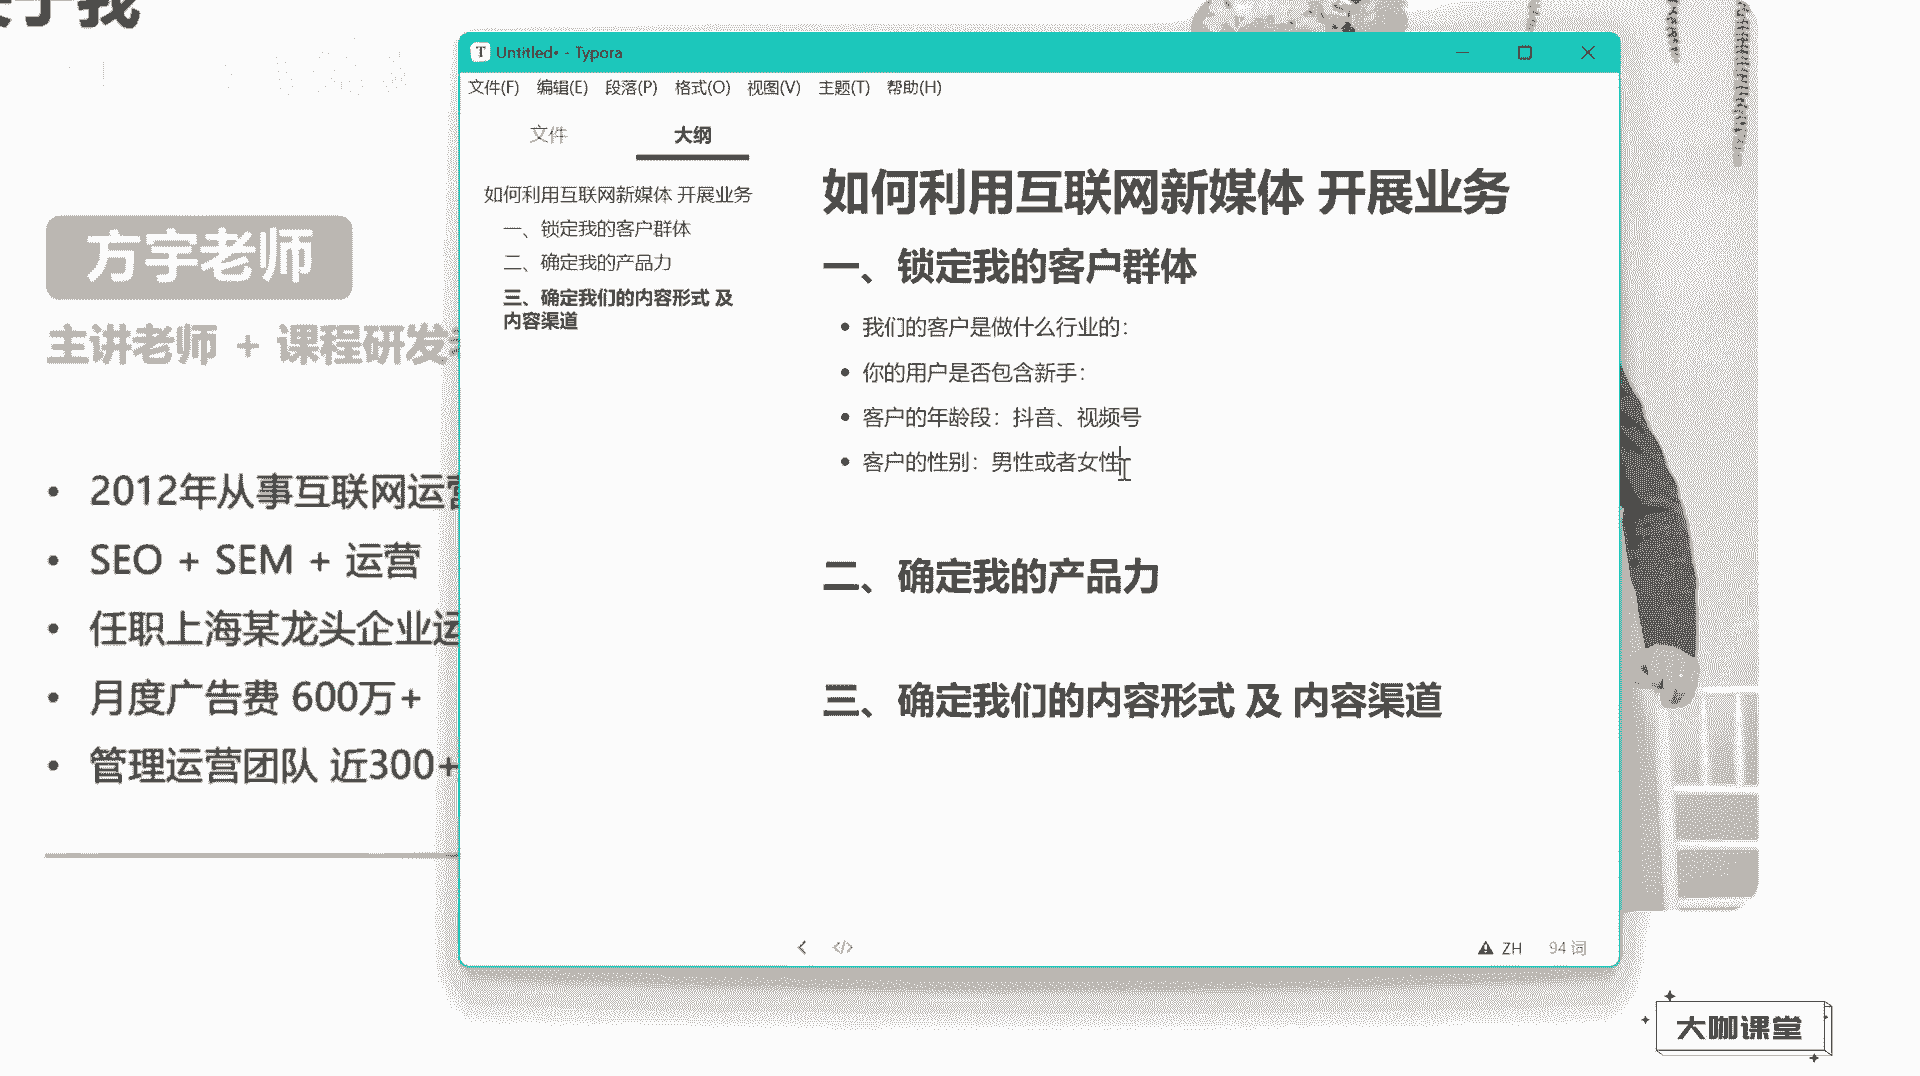 Untitled• - Typora
文件(F) 编辑(E) 段落(P) 格式(O) 视图(V) 主题(T) 帮助(H)
文件 大纲
如何利用互联网新媒体 开展业务
一、锁定我的客户群体
二、确定我的产品力
三、确定我们的内容形式 及
内容渠道
如何利用互联网新媒体 开展业务
一、锁定我的客户群体
• 我们的客户是做什么行业的：
• 你的用户是否包含新手：
• 客户的年龄段：抖音、视频号
• 客户的性别：男性或者女性
二、确定我的产品力
三、确定我们的内容形式 及 内容渠道
ZH 94 词
方宇老师
主讲老师 + 课程研发
• 2012年从事互联网运营
• SEO + SEM + 运营
• 任职上海某龙头企业运
• 月度广告费 600万+
• 管理运营团队 近300+
大咖课堂